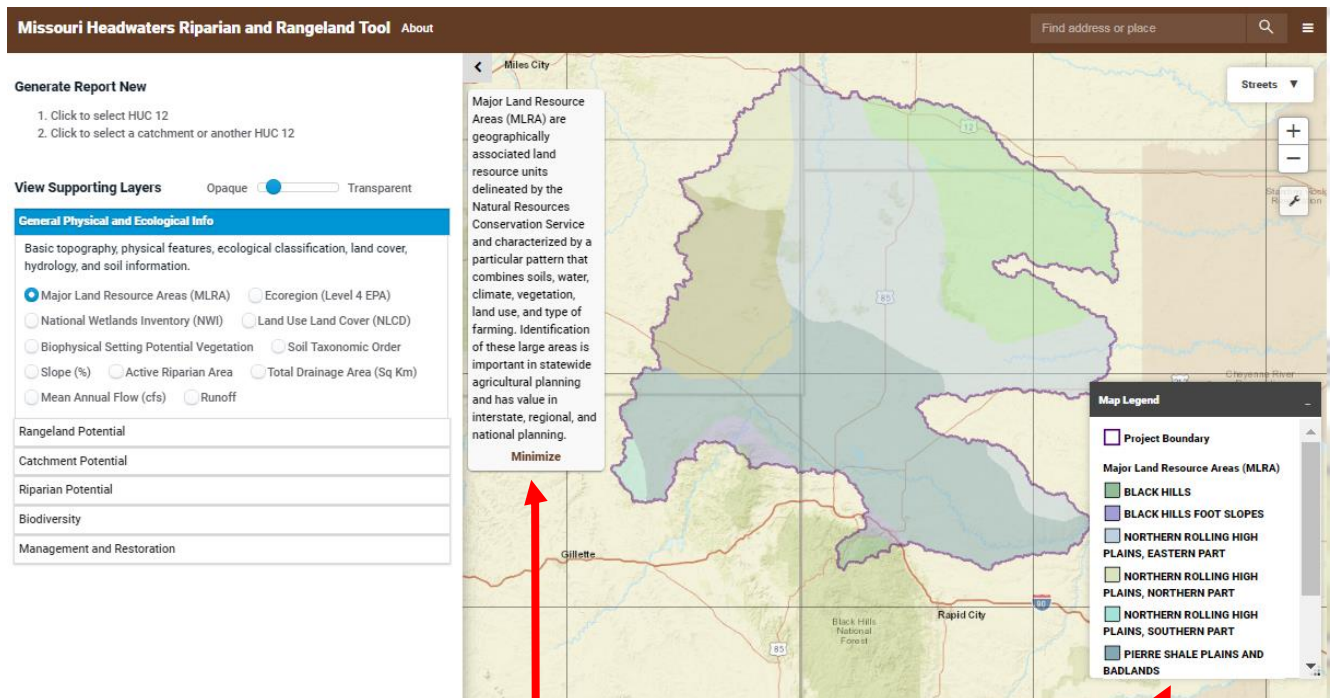 Missouri Headwaters Riparian and Rangeland Tool About
Find address or place
Generate Report New
1. Click to select HUC 12
2. Click to select a catchment or another HUC 12
View Supporting Layers Opaque Transparent
General Physical and Ecological Info
Basic topography, physical features, ecological classification, land cover,
hydrology, and soil information.
Major Land Resource Areas (MLRA) Ecoregion (Level 4 EPA)
National Wetlands Inventory (NWI) Land Use Land Cover (NLCD)
Biophysical Setting Potential Vegetation Soil Taxonomic Order
Slope (%) Active Riparian Area Total Drainage Area (Sq Km)
Mean Annual Flow (cfs) Runoff
Rangeland Potential
Catchment Potential
Riparian Potential
Biodiversity
Management and Restoration
Miles City
Major Land Resource
Areas (MLRA) are
geographically
associated land
resource units
delineated by the
Natural Resources
Conservation Service
and characterized by a
particular pattern that
combines soils, water,
climate, vegetation,
land use, and type of
farming. Identification
of these large areas is
important in statewide
agricultural planning
and has value in
interstate, regional, and
national planning.
Minimize
Streets
12
85
Cheyenne River
Gillette
Black Hills
National
Forest
85
Rapid City
90
Map Legend
Project Boundary
Major Land Resource Areas (MLRA)
BLACK HILLS
BLACK HILLS FOOT SLOPES
NORTHERN ROLLING HIGH
PLAINS, EASTERN PART
NORTHERN ROLLING HIGH
PLAINS, NORTHERN PART
NORTHERN ROLLING HIGH
PLAINS, SOUTHERN PART
PIERRE SHALE PLAINS AND
BADLANDS